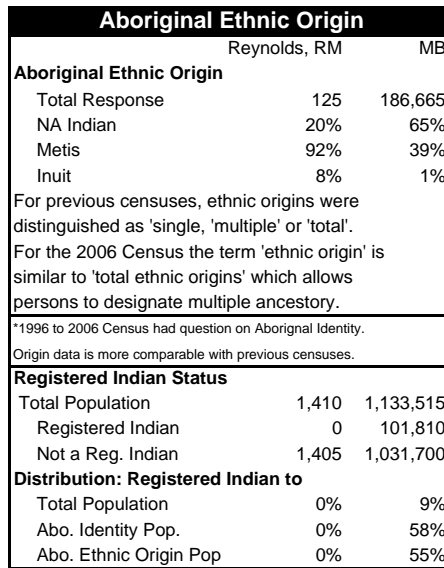 Aboriginal Ethnic Origin
Reynolds, RM MB
Aboriginal Ethnic Origin
Total Response 125 186,665
NA Indian 20% 65%
Metis 92% 39%
Inuit 8% 1%
For previous censuses, ethnic origins were
distinguished as 'single, 'multiple' or 'total'.
For the 2006 Census the term 'ethnic origin' is
similar to 'total ethnic origins' which allows
persons to designate multiple ancestory.
*1996 to 2006 Census had question on Aborignal Identity.
Origin data is more comparable with previous censuses.
Registered Indian Status
Total Population 1,410 1,133,515
Registered Indian 0 101,810
Not a Reg. Indian 1,405 1,031,700
Distribution: Registered Indian to
Total Population 0% 9%
Abo. Identity Pop. 0% 58%
Abo. Ethnic Origin Pop 0% 55%